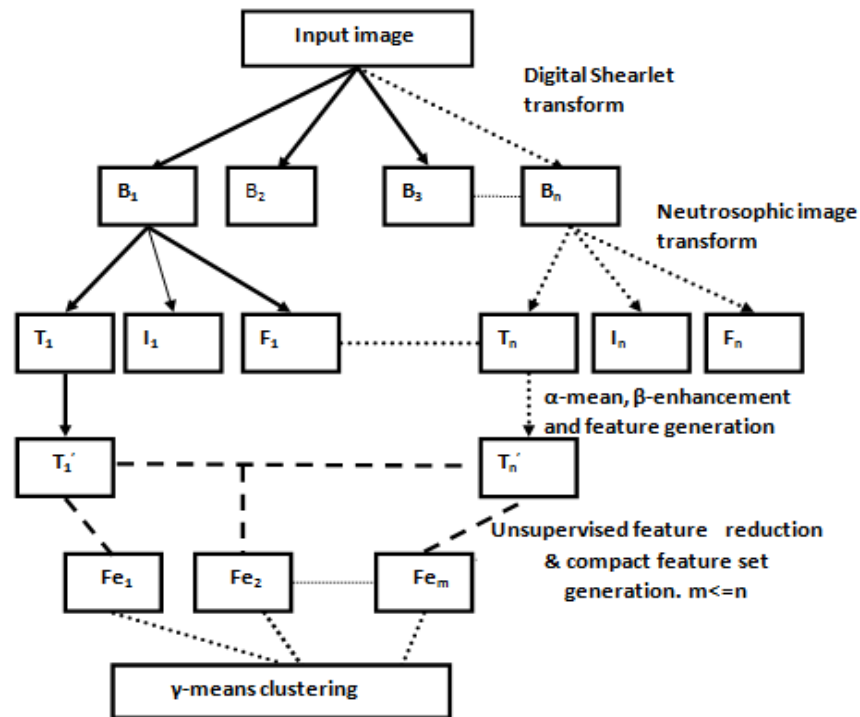 Input image
Digital Shearlet
transform
B₁
B₂
B₃
Bₙ
Neutrosophic image
transform
T₁
I₁
F₁
Tₙ
Iₙ
Fₙ
α-mean, β-enhancement
and feature generation
T₁´
Tₙ´
Unsupervised feature reduction
& compact feature set
generation. m<=n
Fe₁
Fe₂
Feₘ
γ-means clustering